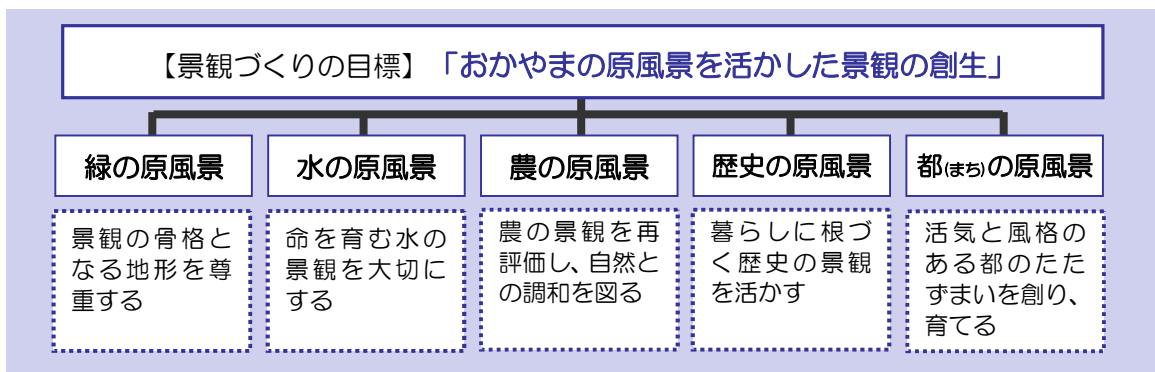 【景観づくりの目標】「おかやまの原風景を活かした景観の創生」
緑の原風景
景観の骨格と
なる地形を尊
重する
水の原風景
命を育む水の
景観を大切に
する
農の原風景
農の景観を再
評価し、自然と
の調和を図る
歴史の原風景
暮らしに根づ
く歴史の景観
を活かす
都(まち)の原風景
活気と風格の
ある都のたた
ずまいを創り、
育てる